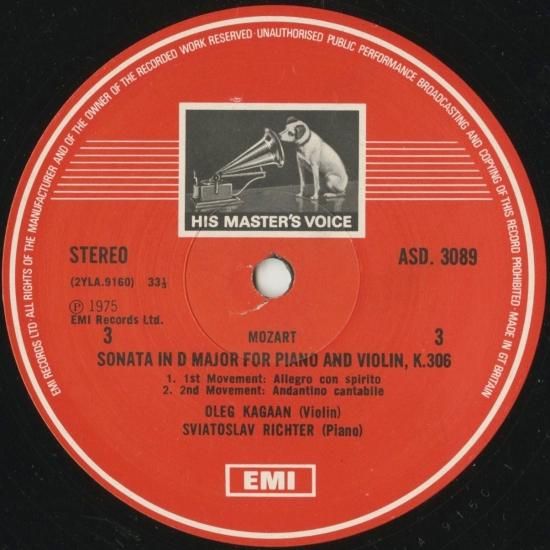 EMI RECORDS LTD · ALL RIGHTS OF THE MANUFACTURER AND OF THE OWNER OF THE RECORDED WORK RESERVED · UNAUTHORISED PUBLIC PERFORMANCE BROADCASTING AND COPYING OF THIS RECORD PROHIBITED · MADE IN GT BRITAIN
HIS MASTER'S VOICE
STEREO
ASD. 3089
(2YLA.9160) 33⅓
Ⓟ 1975
EMI Records Ltd.
3 MOZART 3
SONATA IN D MAJOR FOR PIANO AND VIOLIN, K.306
1. 1st Movement: Allegro con spirito
2. 2nd Movement: Andantino cantabile
OLEG KAGAAN (Violin)
SVIATOSLAV RICHTER (Piano)
EMI